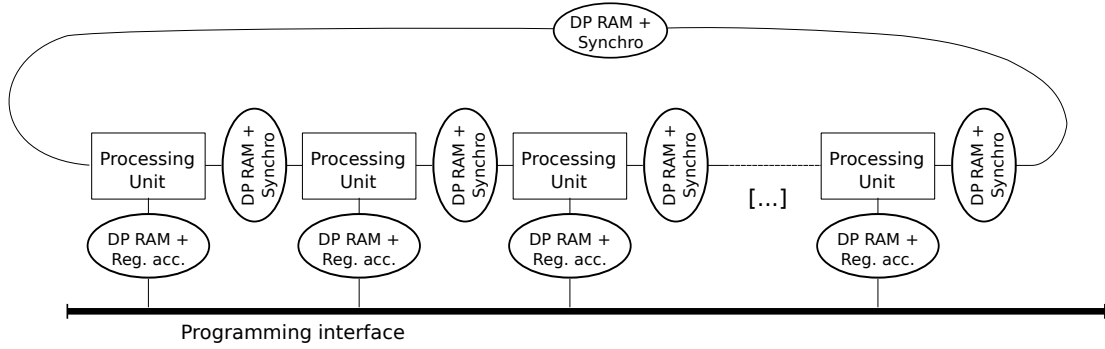 DP RAM +
Synchro
Processing
Unit
DP RAM +
Synchro
Processing
Unit
DP RAM +
Synchro
Processing
Unit
DP RAM +
Synchro
[...]
Processing
Unit
DP RAM +
Synchro
DP RAM +
Reg. acc.
DP RAM +
Reg. acc.
DP RAM +
Reg. acc.
DP RAM +
Reg. acc.
Programming interface